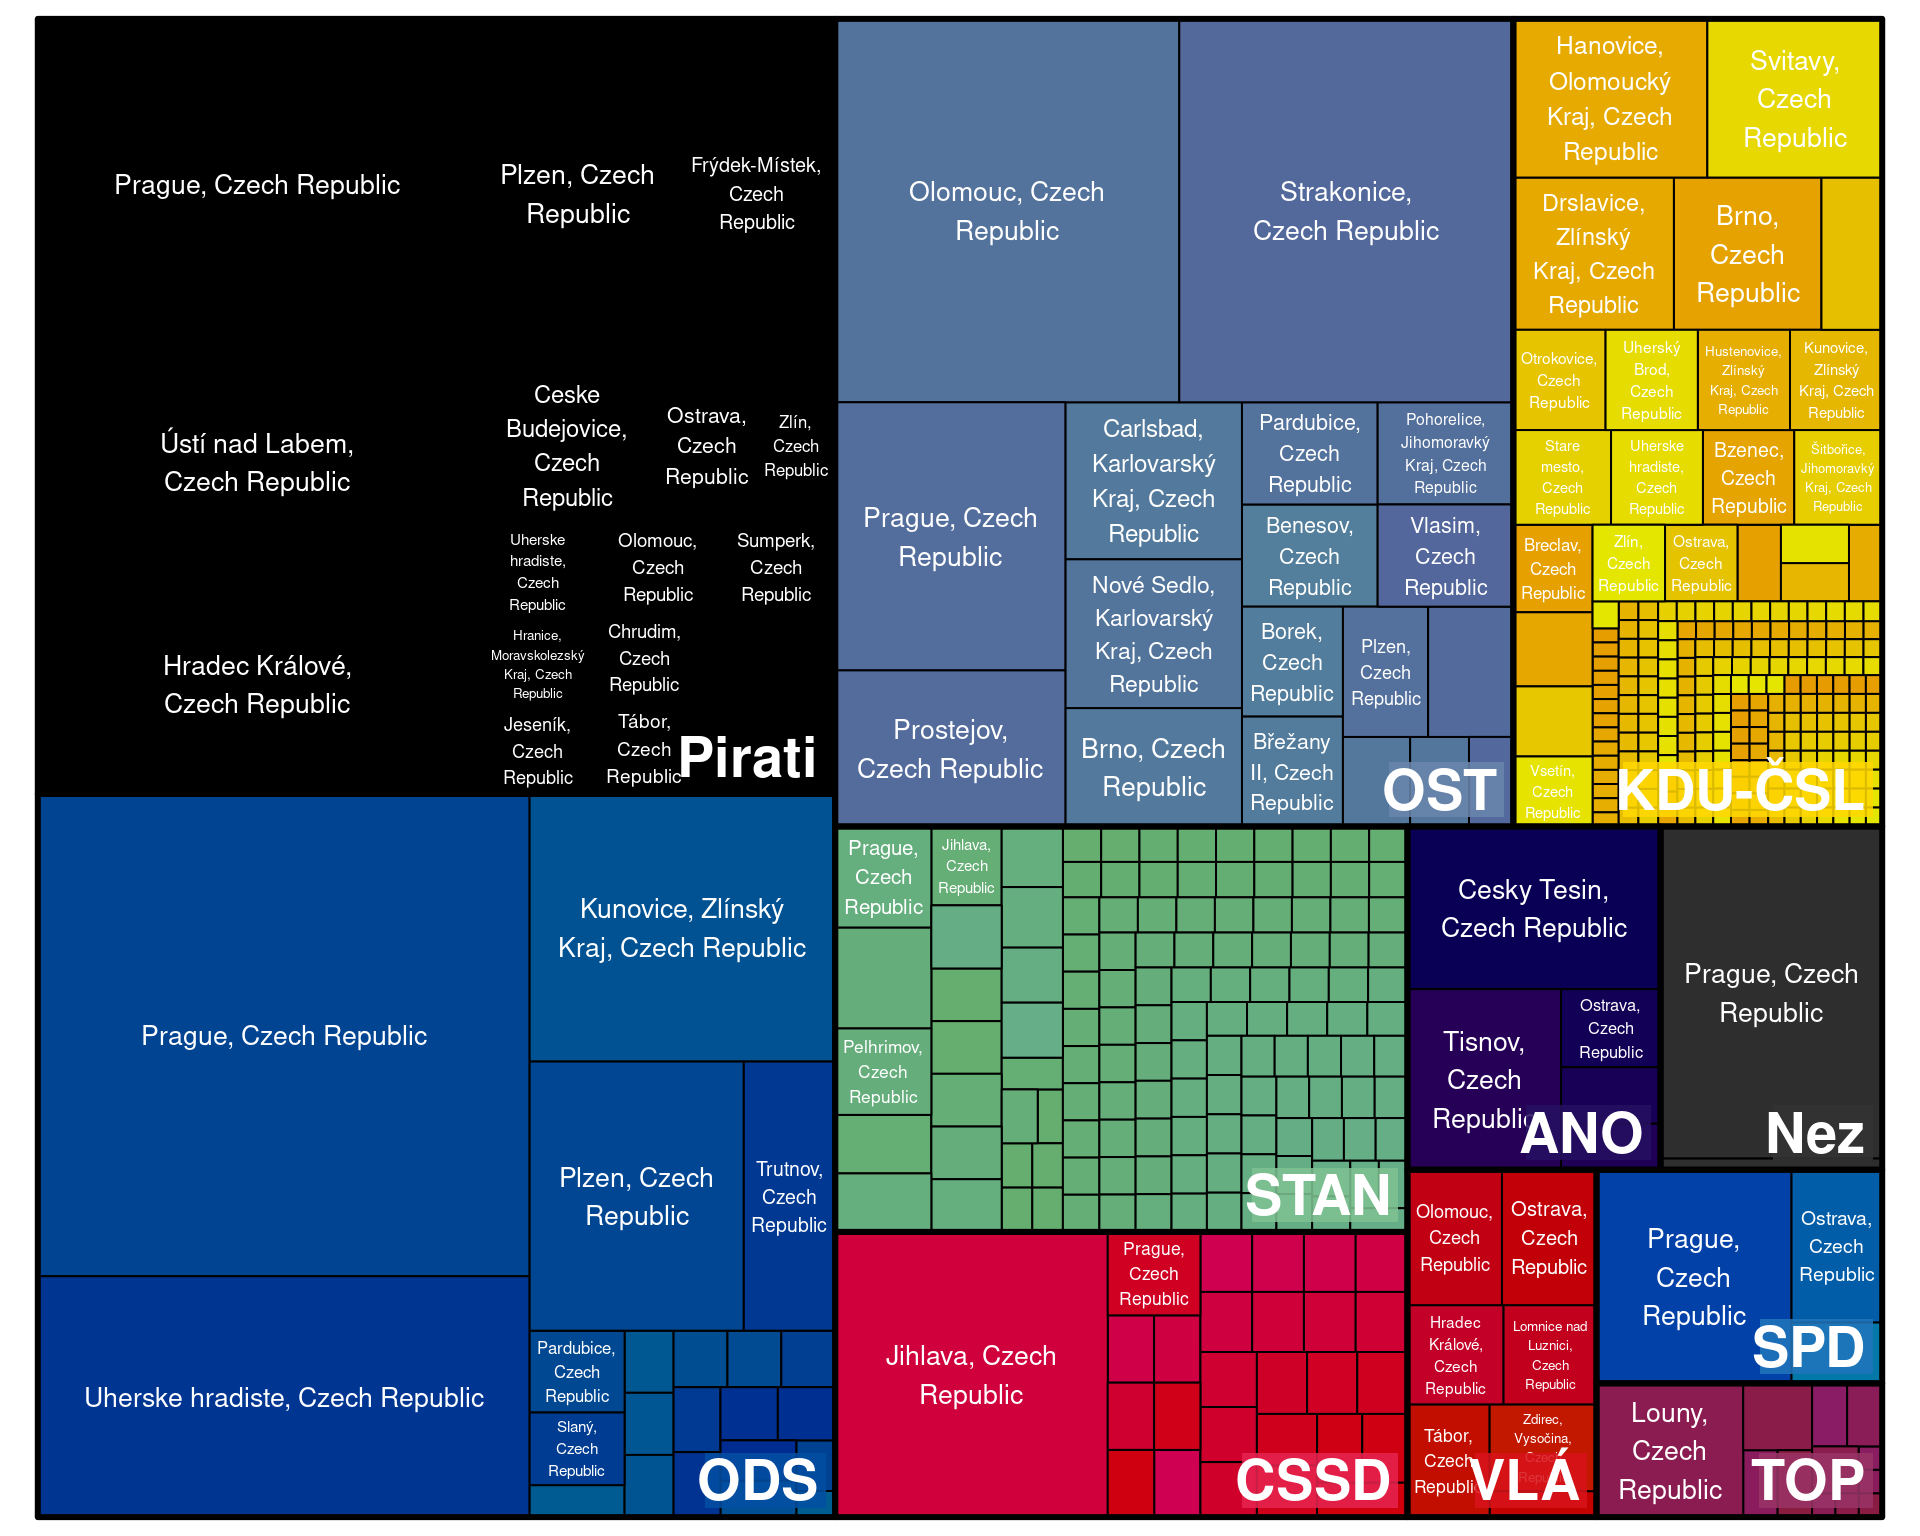 Prague, Czech Republic
Plzen, Czech
Republic
Frýdek-Místek,
Czech
Republic
Ústí nad Labem,
Czech Republic
Ceske
Budejovice,
Czech
Republic
Ostrava,
Czech
Republic
Zlín,
Czech
Republic
Hradec Králové,
Czech Republic
Uherske
hradiste,
Czech
Republic
Olomouc,
Czech
Republic
Sumperk,
Czech
Republic
Hranice,
Moravskolezský
Kraj, Czech
Republic
Chrudim,
Czech
Republic
Jeseník,
Czech
Republic
Tábor,
Czech
Republic
Pirati
Olomouc, Czech
Republic
Strakonice,
Czech Republic
Prague, Czech
Republic
Prostejov,
Czech Republic
Carlsbad,
Karlovarský
Kraj, Czech
Republic
Nové Sedlo,
Karlovarský
Kraj, Czech
Republic
Brno, Czech
Republic
Pardubice,
Czech
Republic
Pohorelice,
Jihomoravký
Kraj, Czech
Republic
Benesov,
Czech
Republic
Vlasim,
Czech
Republic
Borek,
Czech
Republic
Plzen,
Czech
Republic
Břežany
II, Czech
Republic
OST
Hanovice,
Olomoucký
Kraj, Czech
Republic
Svitavy,
Czech
Republic
Drslavice,
Zlínský
Kraj, Czech
Republic
Brno,
Czech
Republic
Otrokovice,
Czech
Republic
Uherský
Brod,
Czech
Republic
Hustenovice,
Zlínský
Kraj, Czech
Republic
Kunovice,
Zlínský
Kraj, Czech
Republic
Stare
mesto,
Czech
Republic
Uherske
hradiste,
Czech
Republic
Bzenec,
Czech
Republic
Šitbořice,
Jihomoravký
Kraj, Czech
Republic
Breclav,
Czech
Republic
Zlín,
Czech
Republic
Ostrava,
Czech
Republic
Vsetín,
Czech
Republic
KDU-ČSL
Prague, Czech Republic
Kunovice, Zlínský
Kraj, Czech Republic
Plzen, Czech
Republic
Trutnov,
Czech
Republic
Uherske hradiste, Czech Republic
Pardubice,
Czech
Republic
Slaný,
Czech
Republic
ODS
Prague,
Czech
Republic
Jihlava,
Czech
Republic
Pelhrimov,
Czech
Republic
STAN
Cesky Tesin,
Czech Republic
Tisnov,
Czech
Republic
Ostrava,
Czech
Republic
ANO
Prague, Czech
Republic
Nez
Jihlava, Czech
Republic
Prague,
Czech
Republic
CSSD
Olomouc,
Czech
Republic
Ostrava,
Czech
Republic
Hradec
Králové,
Czech
Republic
Lomnice nad
Luznici,
Czech
Republic
Tábor,
Czech
Republic
Zdirec,
Vysočina,
Czech
Republic
VLÁ
Prague,
Czech
Republic
Ostrava,
Czech
Republic
SPD
Louny,
Czech
Republic
TOP